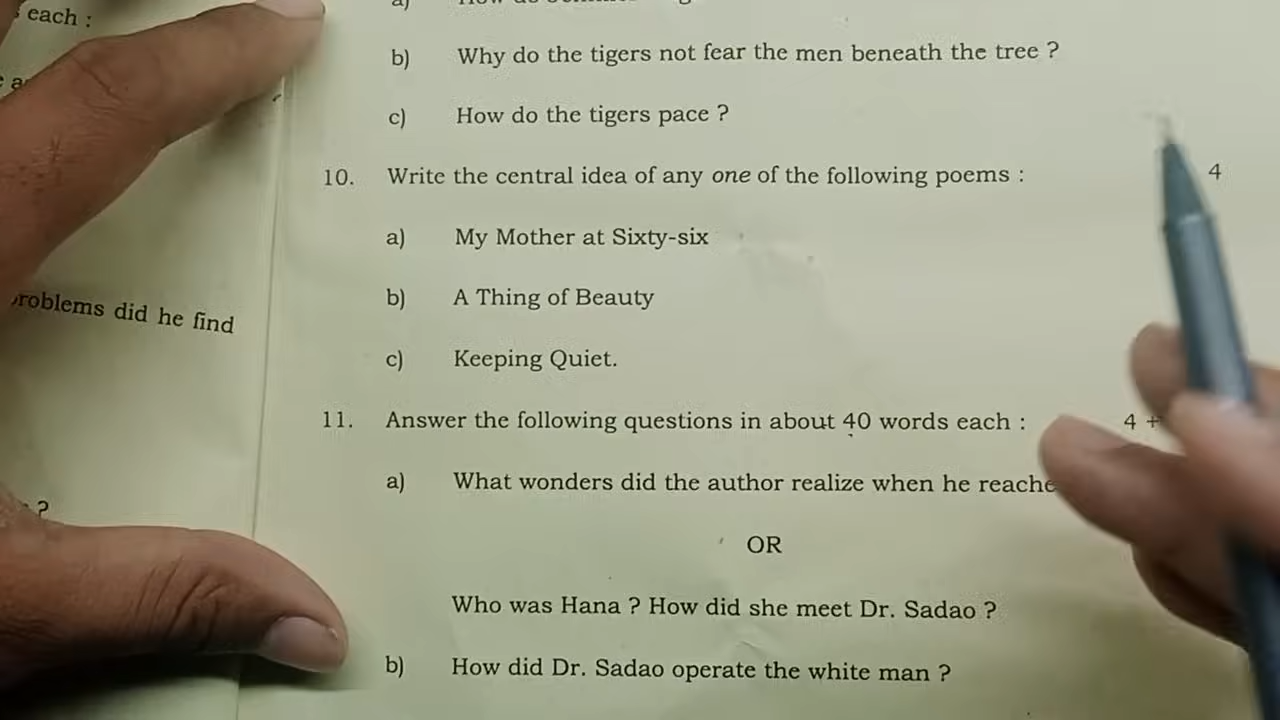 each :
b) Why do the tigers not fear the men beneath the tree ?
c) How do the tigers pace ?
10. Write the central idea of any one of the following poems : 4
a) My Mother at Sixty-six
b) A Thing of Beauty
problems did he find
c) Keeping Quiet.
11. Answer the following questions in about 40 words each : 4 +
a) What wonders did the author realize when he
?
OR
Who was Hana ? How did she meet Dr. Sadao ?
b) How did Dr. Sadao operate the white man ?